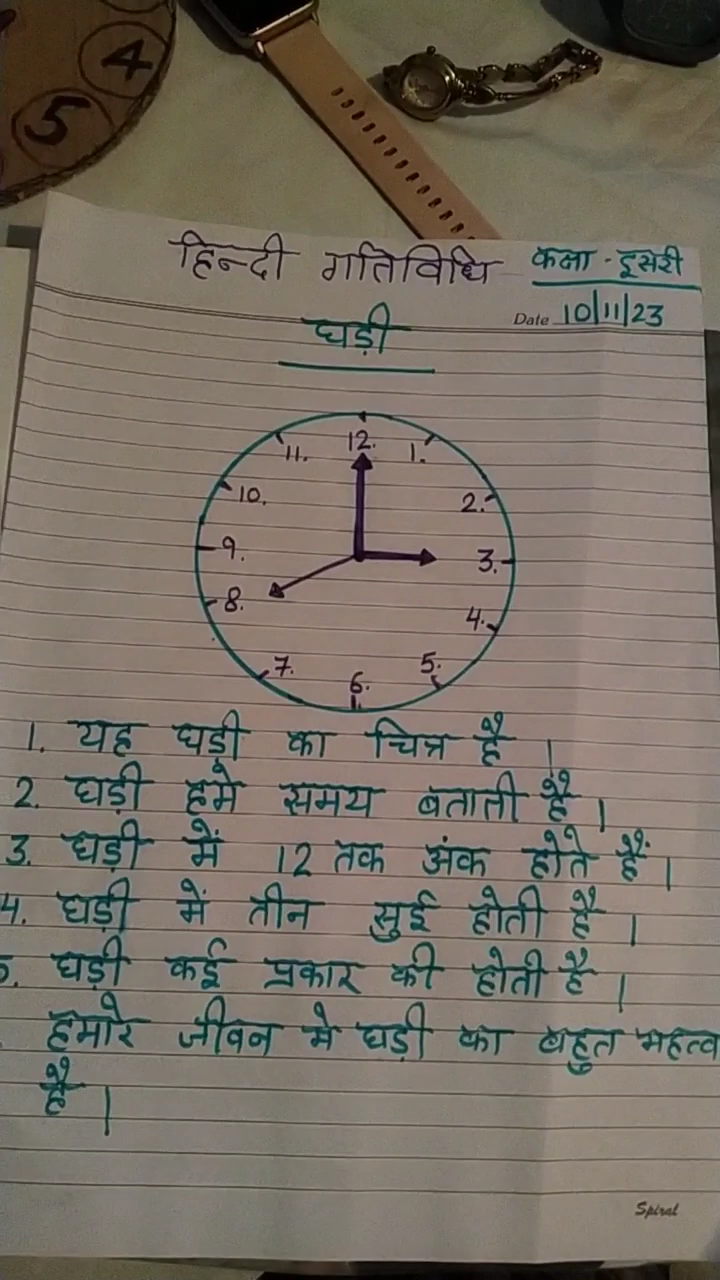 4
5
हिन्दी गतिविधि कक्षा - दूसरी
Date 10/11/23
घड़ी
12.
11. 1.
10. 2.
9. 3.
8. 4.
7. 5.
6.
1. यह घड़ी का चित्र है ।
2. घड़ी हमे समय बताती है ।
3. घड़ी में 12 तक अंक होते हैं ।
4. घड़ी में तीन सुई होती है ।
5. घड़ी कई प्रकार की होती है ।
हमारे जीवन मे घड़ी का बहुत महत्व
है ।
Spiral